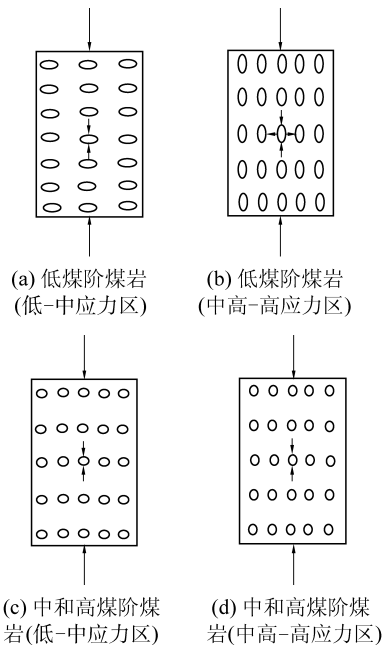 (a) 低煤阶煤岩
(低-中应力区)
(b) 低煤阶煤岩
(中高-高应力区)
(c) 中和高煤阶煤
岩(低-中应力区)
(d) 中和高煤阶煤
岩(中高-高应力区)